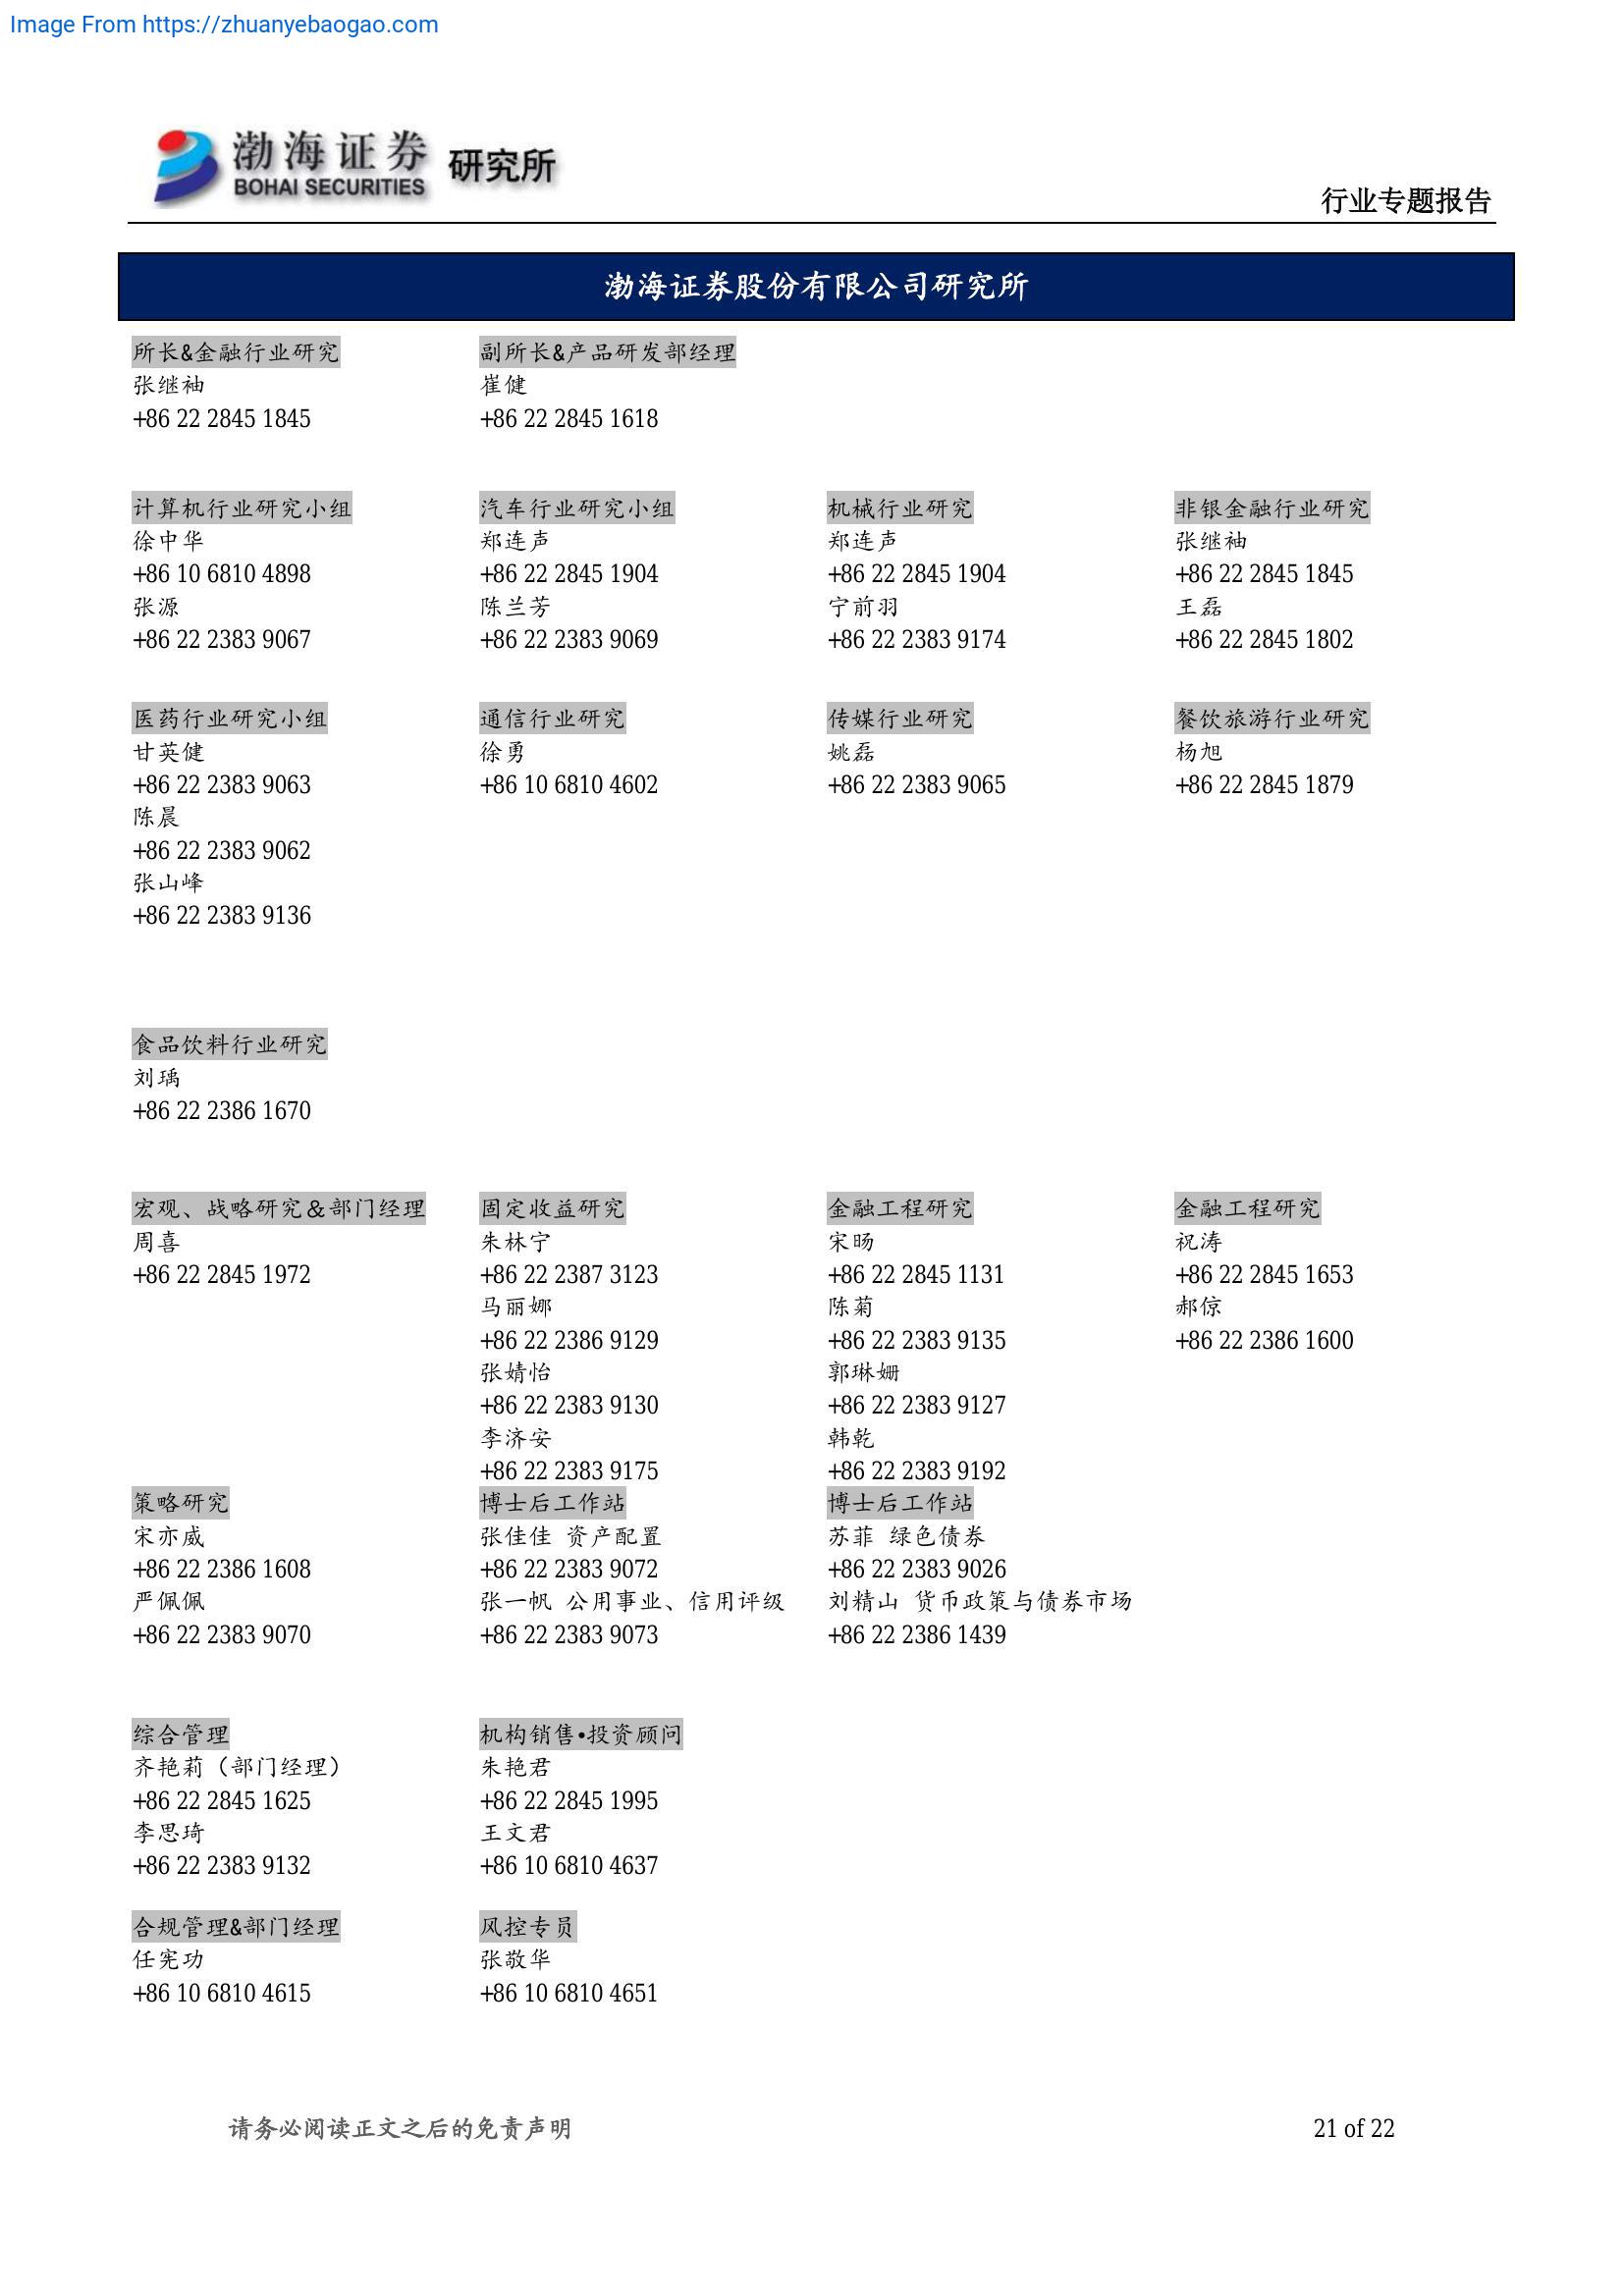 Image From https://zhuanyebaogao.com
渤海证券 研究所
BOHAI SECURITIES
行业专题报告
渤海证券股份有限公司研究所
所长&金融行业研究
张继袖
+86 22 2845 1845
副所长&产品研发部经理
崔健
+86 22 2845 1618
计算机行业研究小组
徐中华
+86 10 6810 4898
张源
+86 22 2383 9067
汽车行业研究小组
郑连声
+86 22 2845 1904
陈兰芳
+86 22 2383 9069
机械行业研究
郑连声
+86 22 2845 1904
宁前羽
+86 22 2383 9174
非银金融行业研究
张继袖
+86 22 2845 1845
王磊
+86 22 2845 1802
医药行业研究小组
甘英健
+86 22 2383 9063
陈晨
+86 22 2383 9062
张山峰
+86 22 2383 9136
通信行业研究
徐勇
+86 10 6810 4602
传媒行业研究
姚磊
+86 22 2383 9065
餐饮旅游行业研究
杨旭
+86 22 2845 1879
食品饮料行业研究
刘瑀
+86 22 2386 1670
宏观、战略研究＆部门经理
周喜
+86 22 2845 1972
固定收益研究
朱林宁
+86 22 2387 3123
马丽娜
+86 22 2386 9129
张婧怡
+86 22 2383 9130
李济安
+86 22 2383 9175
金融工程研究
宋旸
+86 22 2845 1131
陈菊
+86 22 2383 9135
郭琳姗
+86 22 2383 9127
韩乾
+86 22 2383 9192
金融工程研究
祝涛
+86 22 2845 1653
郝倞
+86 22 2386 1600
策略研究
宋亦威
+86 22 2386 1608
严佩佩
+86 22 2383 9070
博士后工作站
张佳佳 资产配置
+86 22 2383 9072
张一帆 公用事业、信用评级
+86 22 2383 9073
博士后工作站
苏菲 绿色债券
+86 22 2383 9026
刘精山 货币政策与债券市场
+86 22 2386 1439
综合管理
齐艳莉（部门经理）
+86 22 2845 1625
李思琦
+86 22 2383 9132
机构销售•投资顾问
朱艳君
+86 22 2845 1995
王文君
+86 10 6810 4637
合规管理&部门经理
任宪功
+86 10 6810 4615
风控专员
张敬华
+86 10 6810 4651
请务必阅读正文之后的免责声明
21 of 22